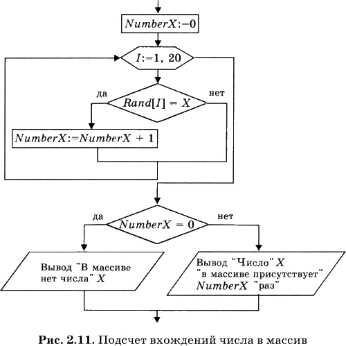 NumberX:=0
I:=1, 20
да
нет
Rand[I] = X
NumberX:=NumberX + 1
да
нет
NumberX = 0
Вывод "В массиве
нет числа" X
Вывод "Число" X
"в массиве присутствует"
NumberX "раз"
Рис. 2.11. Подсчет вхождений числа в массив